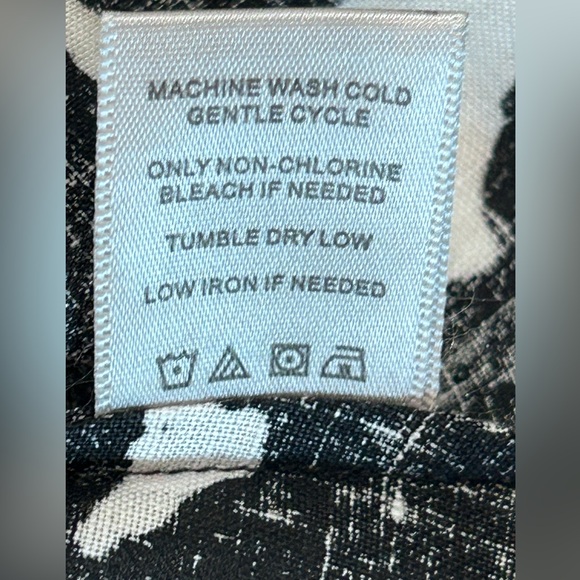 MACHINE WASH COLD
GENTLE CYCLE
ONLY NON-CHLORINE
BLEACH IF NEEDED
TUMBLE DRY LOW
LOW IRON IF NEEDED